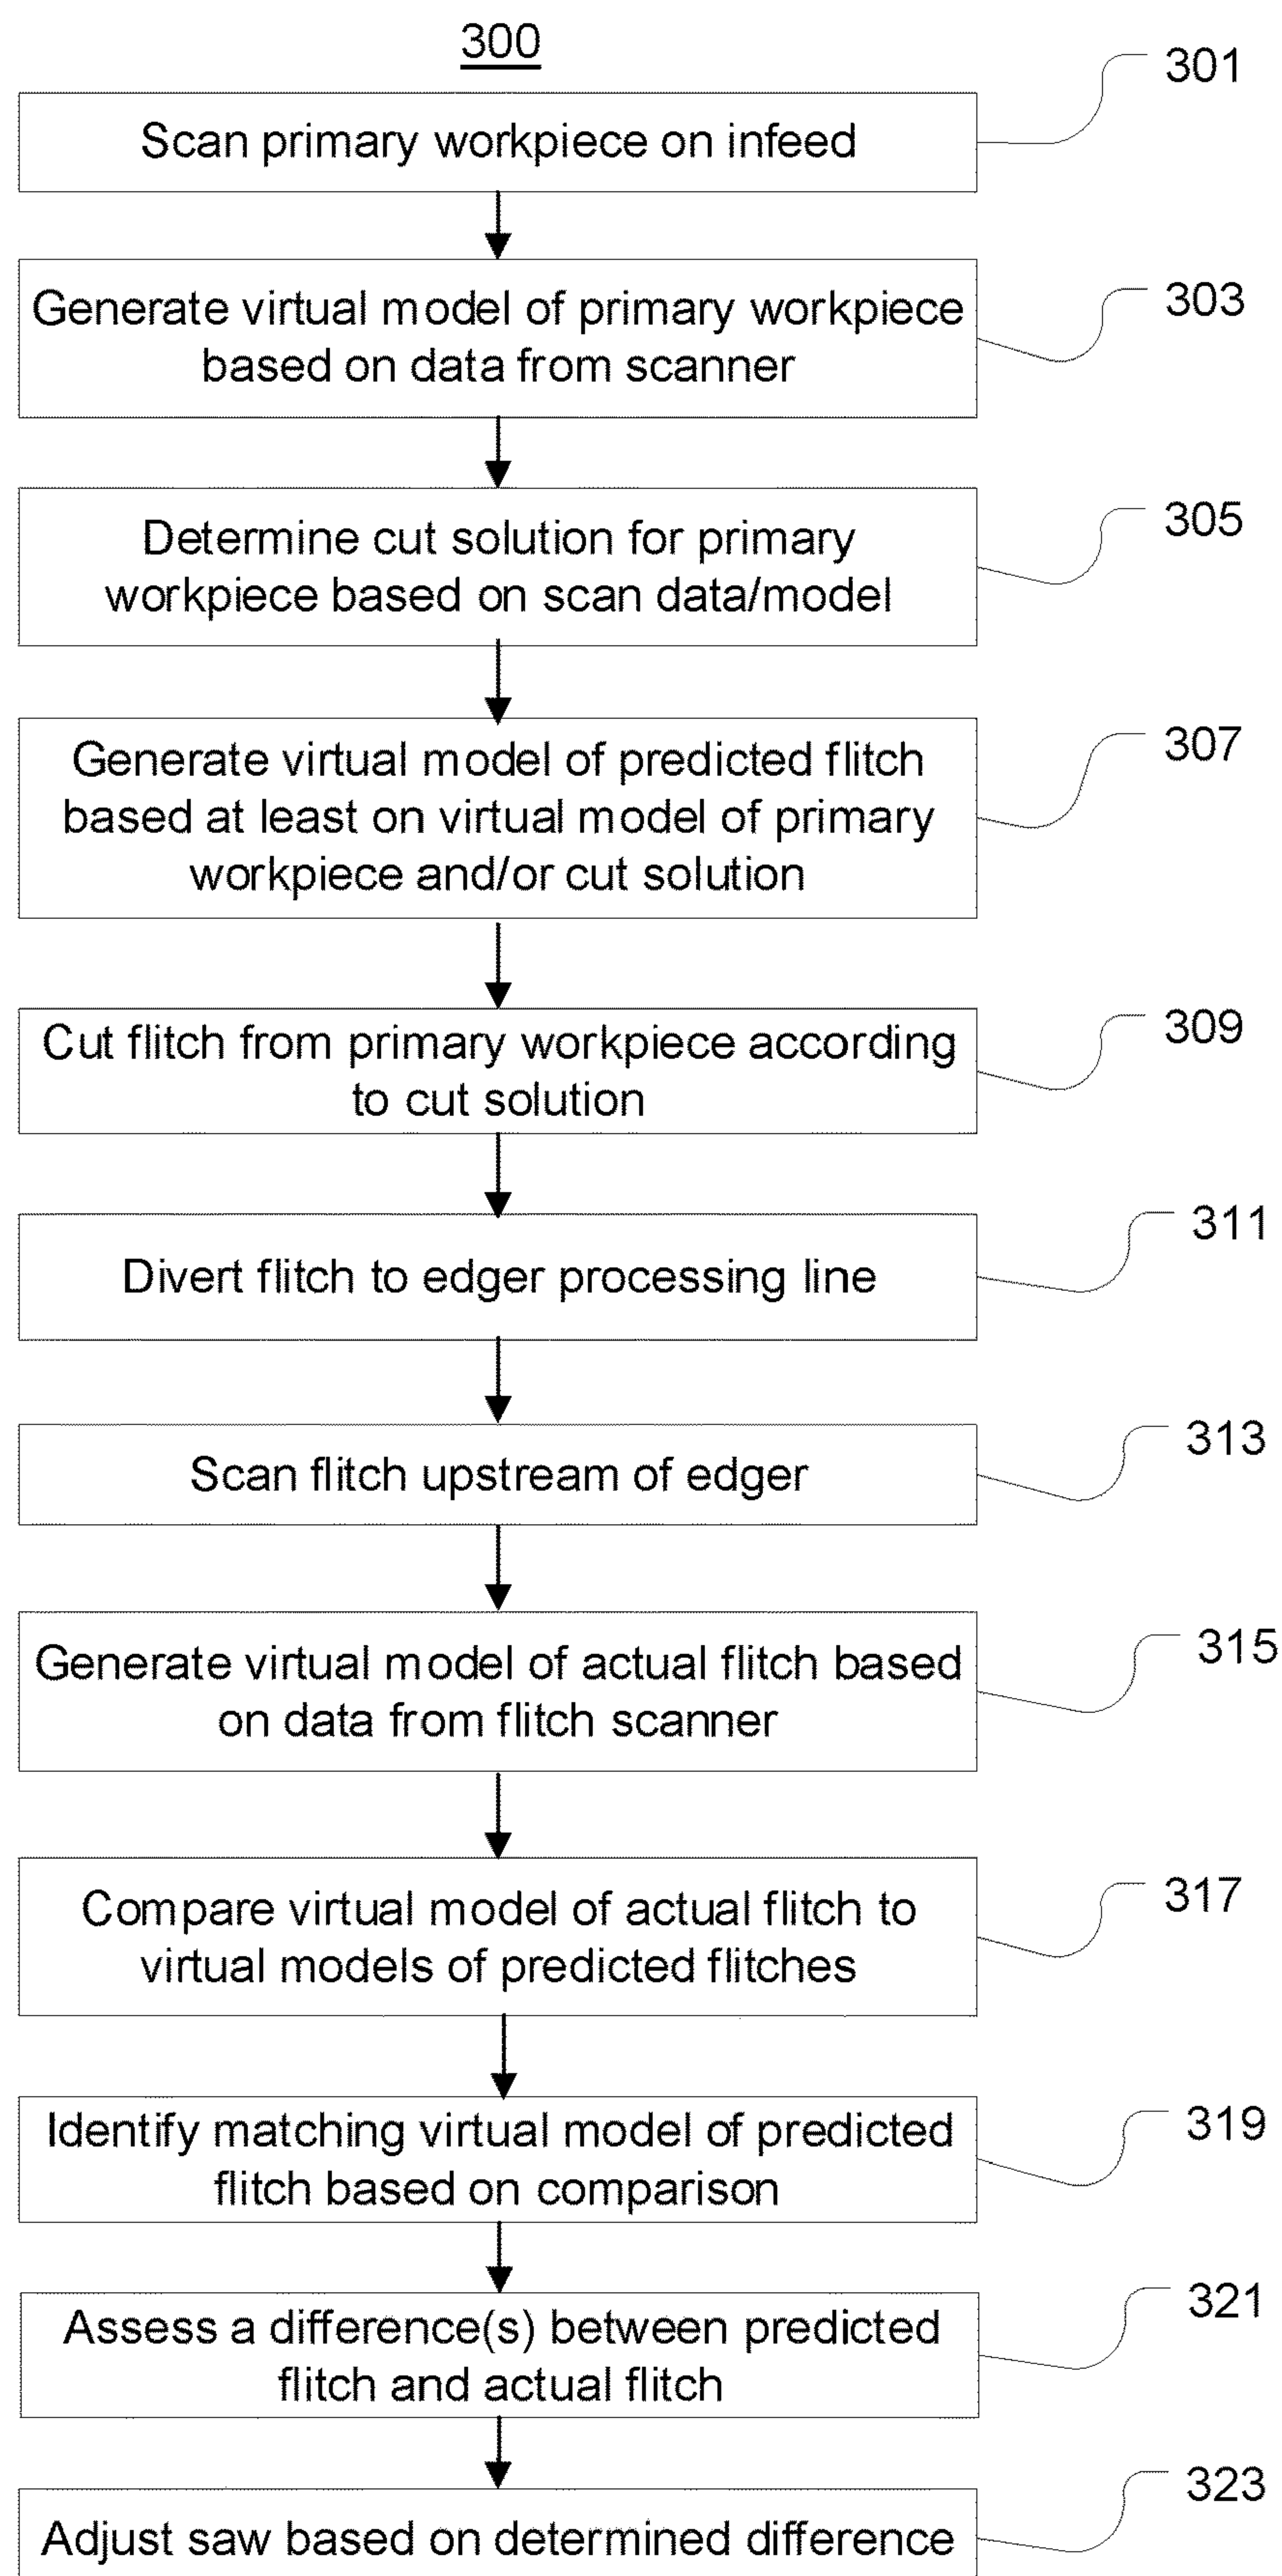 300
301
Scan primary workpiece on infeed
303
Generate virtual model of primary workpiece
based on data from scanner
305
Determine cut solution for primary
workpiece based on scan data/model
307
Generate virtual model of predicted flitch
based at least on virtual model of primary
workpiece and/or cut solution
309
Cut flitch from primary workpiece according
to cut solution
311
Divert flitch to edger processing line
313
Scan flitch upstream of edger
315
Generate virtual model of actual flitch based
on data from flitch scanner
317
Compare virtual model of actual flitch to
virtual models of predicted flitches
319
Identify matching virtual model of predicted
flitch based on comparison
321
Assess a difference(s) between predicted
flitch and actual flitch
323
Adjust saw based on determined difference